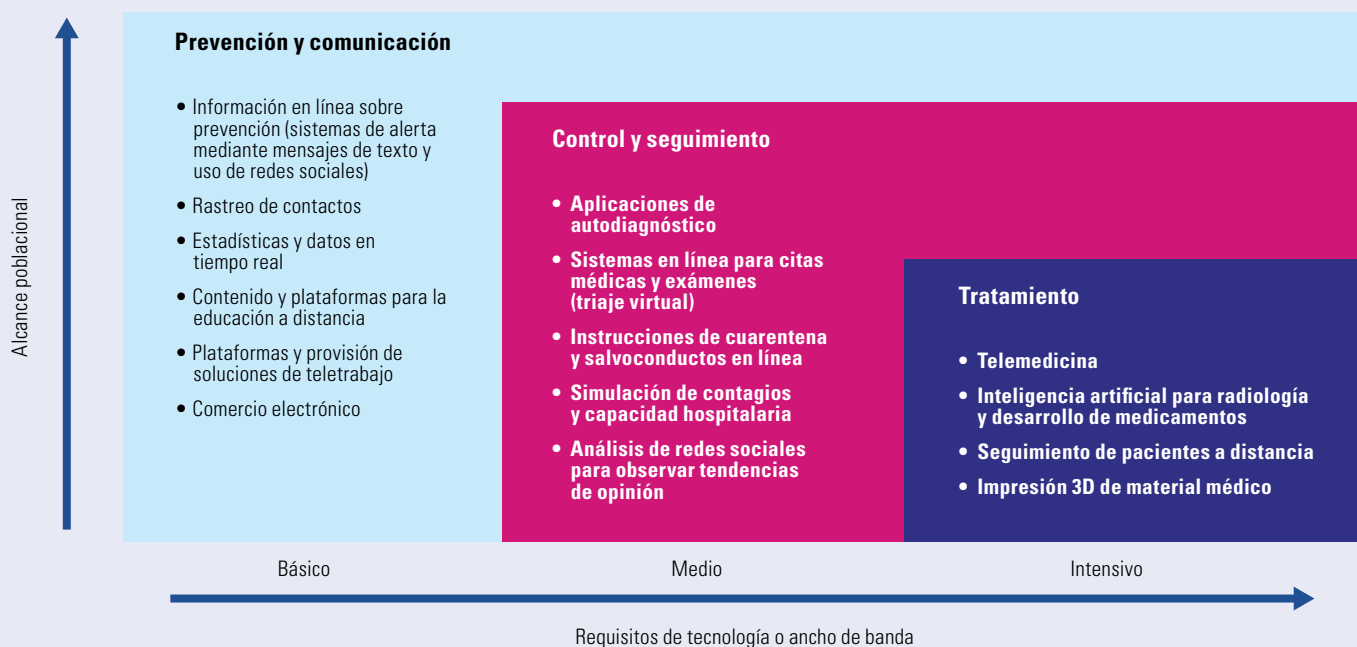 Alcance poblacional
Prevención y comunicación
• Información en línea sobre
prevención (sistemas de alerta
mediante mensajes de texto y
uso de redes sociales)
• Rastreo de contactos
• Estadísticas y datos en
tiempo real
• Contenido y plataformas para la
educación a distancia
• Plataformas y provisión de
soluciones de teletrabajo
• Comercio electrónico
Control y seguimiento
• Aplicaciones de
autodiagnóstico
• Sistemas en línea para citas
médicas y exámenes
(triaje virtual)
• Instrucciones de cuarentena
y salvoconductos en línea
• Simulación de contagios
y capacidad hospitalaria
• Análisis de redes sociales
para observar tendencias
de opinión
Tratamiento
• Telemedicina
• Inteligencia artificial para radiología
y desarrollo de medicamentos
• Seguimiento de pacientes a distancia
• Impresión 3D de material médico
Básico
Medio
Intensivo
Requisitos de tecnología o ancho de banda